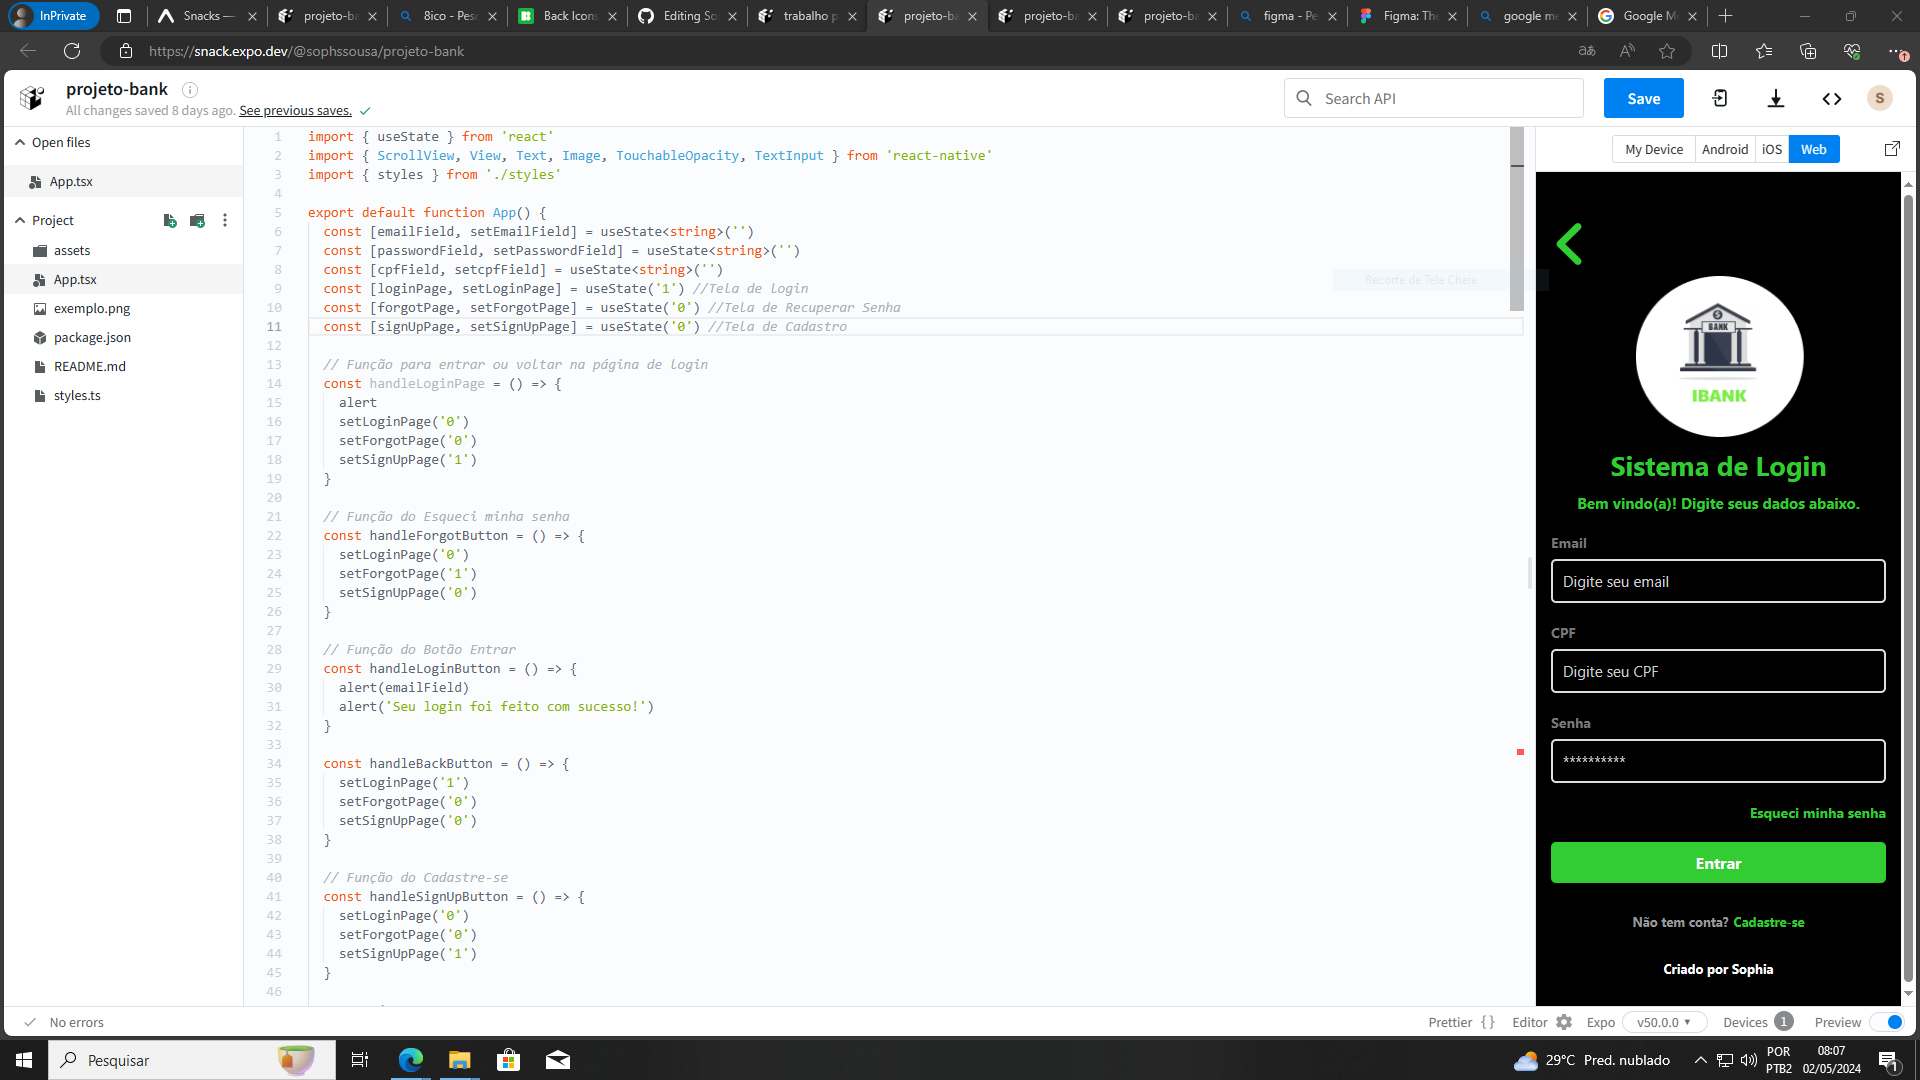 InPrivate
Snacks —
projeto-ba
8ico - Peso
Back Icons
Editing So
trabalho p
projeto-ba
projeto-ba
projeto-ba
figma - Pe
Figma: The
google me
Google M
https://snack.expo.dev/@sophssousa/projeto-bank
projeto-bank
All changes saved 8 days ago. See previous saves.
Search API
Save
S
Open files
App.tsx
Project
assets
App.tsx
exemplo.png
package.json
README.md
styles.ts
1 import { useState } from 'react'
2 import { ScrollView, View, Text, Image, TouchableOpacity, TextInput } from 'react-native'
3 import { styles } from './styles'
4
5 export default function App() {
6 const [emailField, setEmailField] = useState<string>('')
7 const [passwordField, setPasswordField] = useState<string>('')
8 const [cpfField, setcpfField] = useState<string>('')
9 const [loginPage, setLoginPage] = useState('1') //Tela de login
10 const [forgotPage, setForgotPage] = useState('0') //Tela de Recuperar Senha
11 const [signUpPage, setSignUpPage] = useState('0') //Tela de Cadastro
12
13 // Função para entrar ou voltar na página de login
14 const handleLoginPage = () => {
15 alert
16 setLoginPage('0')
17 setForgotPage('0')
18 setSignUpPage('1')
19 }
20
21 // Função do Esqueci minha senha
22 const handleForgotButton = () => {
23 setLoginPage('0')
24 setForgotPage('1')
25 setSignUpPage('0')
26 }
27
28 // Função do Botão Entrar
29 const handleLoginButton = () => {
30 alert(emailField)
31 alert('Seu login foi feito com sucesso!')
32 }
33
34 const handleBackButton = () => {
35 setLoginPage('1')
36 setForgotPage('0')
37 setSignUpPage('0')
38 }
39
40 // Função do Cadastre-se
41 const handleSignUpButton = () => {
42 setLoginPage('0')
43 setForgotPage('0')
44 setSignUpPage('1')
45 }
46
Recorte de Tela Cheia
My Device
Android
iOS
Web
BANK
IBANK
Sistema de Login
Bem vindo(a)! Digite seus dados abaixo.
Email
Digite seu email
CPF
Digite seu CPF
Senha
**********
Esqueci minha senha
Entrar
Não tem conta? Cadastre-se
Criado por Sophia
No errors
Prettier { }
Editor
Expo
v50.0.0
Devices 1
Preview
Pesquisar
29°C Pred. nublado
POR
PTB2
08:07
02/05/2024
1